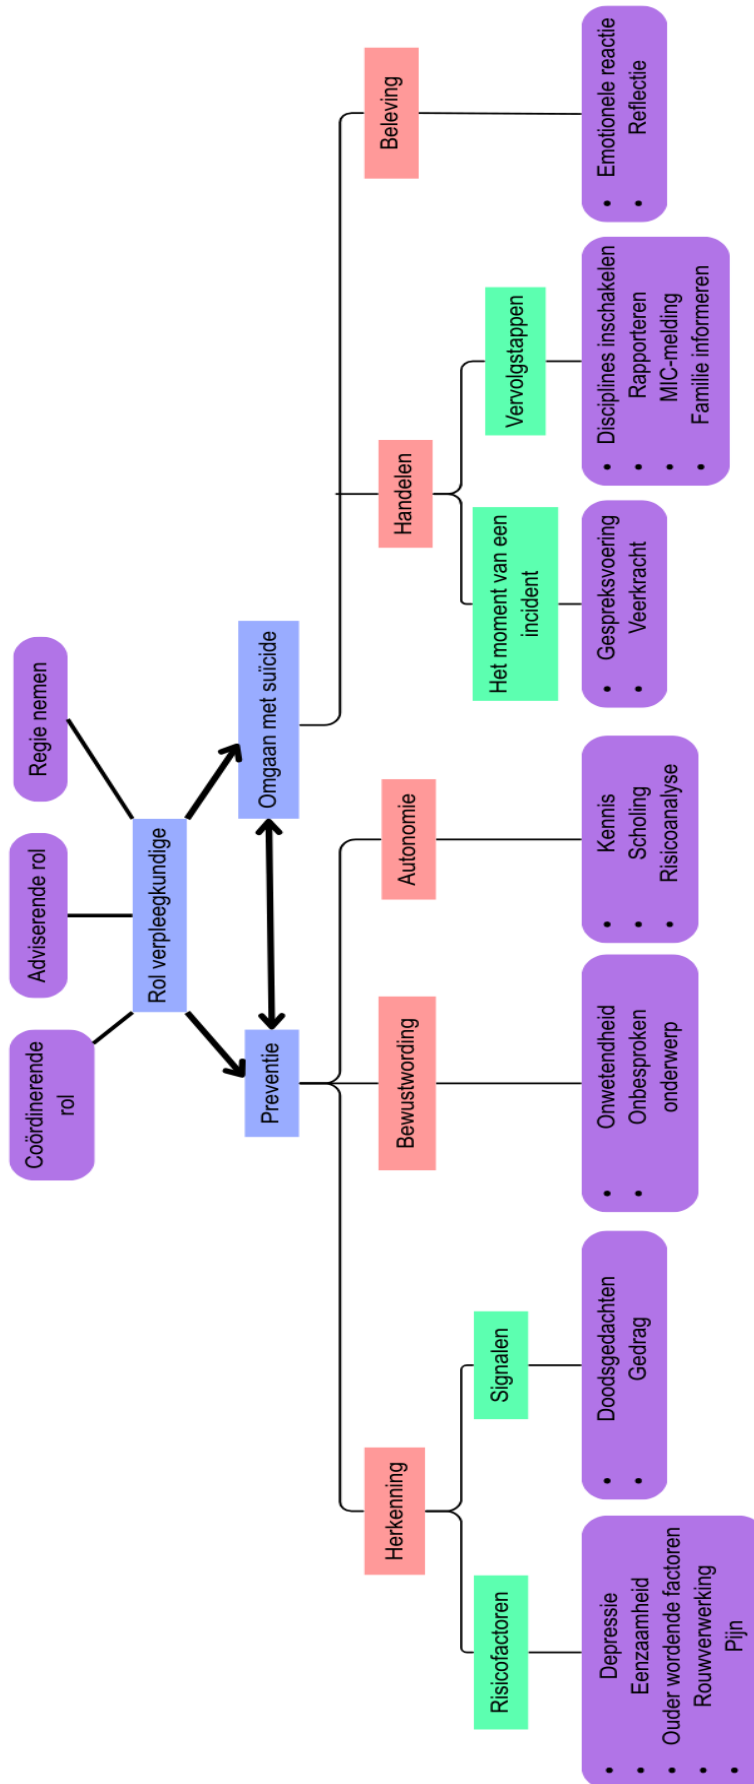 Coördinerende
rol
Adviserende rol
Regie nemen
Rol verpleegkundige
Preventie
Omgaan met suïcide
Herkenning
Bewustwording
Autonomie
Handelen
Beleving
Risicofactoren
Signalen
Het moment van een
incident
Vervolgstappen
• Depressie
• Eenzaamheid
• Ouder wordende factoren
• Rouwverwerking
• Pijn
• Doodsgedachten
• Gedrag
• Onwetendheid
• Onbesproken
onderwerp
• Kennis
• Scholing
• Risicoanalyse
• Gespreksvoering
• Veerkracht
• Disciplines inschakelen
• Rapporteren
• MIC-melding
• Familie informeren
• Emotionele reactie
• Reflectie